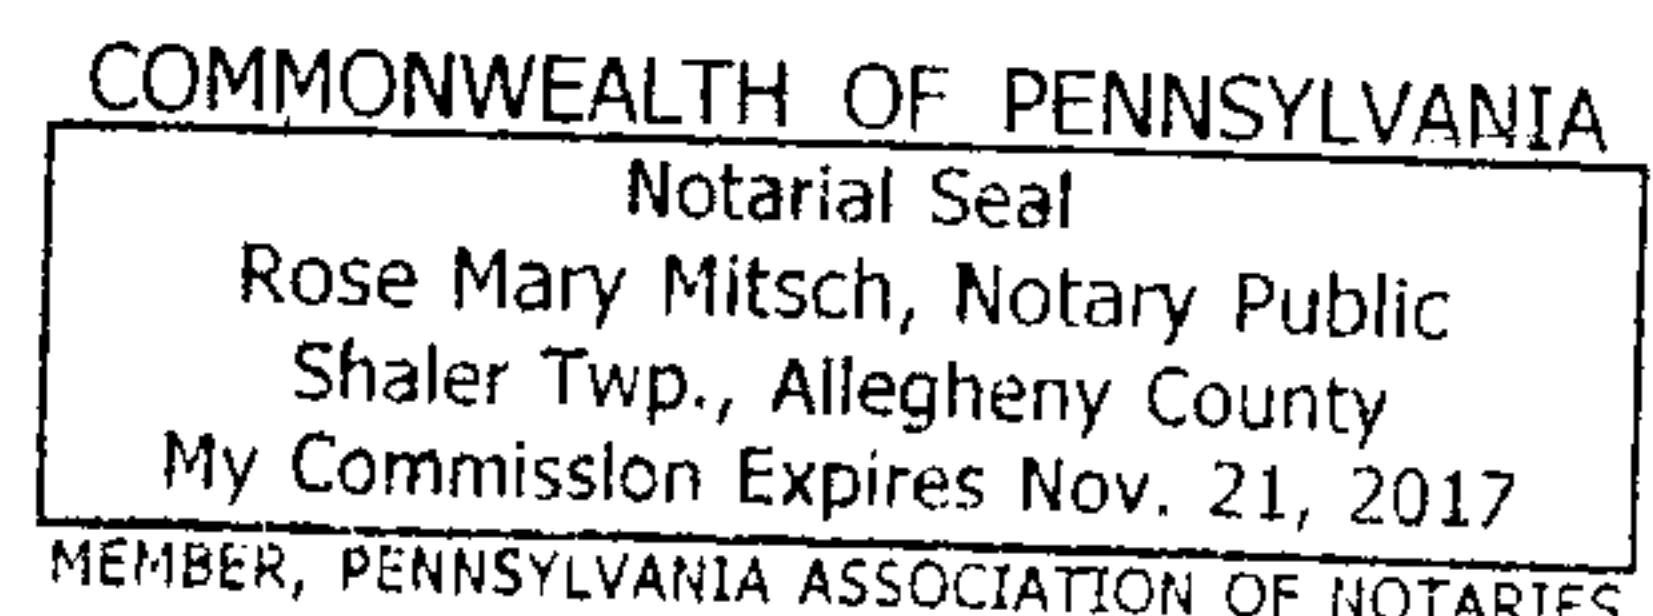 COMMONWEALTH OF PENNSYLVANIA
Notarial Seal
Rose Mary Mitsch, Notary Public
Shaler Twp., Allegheny County
My Commission Expires Nov. 21, 2017
MEMBER, PENNSYLVANIA ASSOCIATION OF NOTARIES